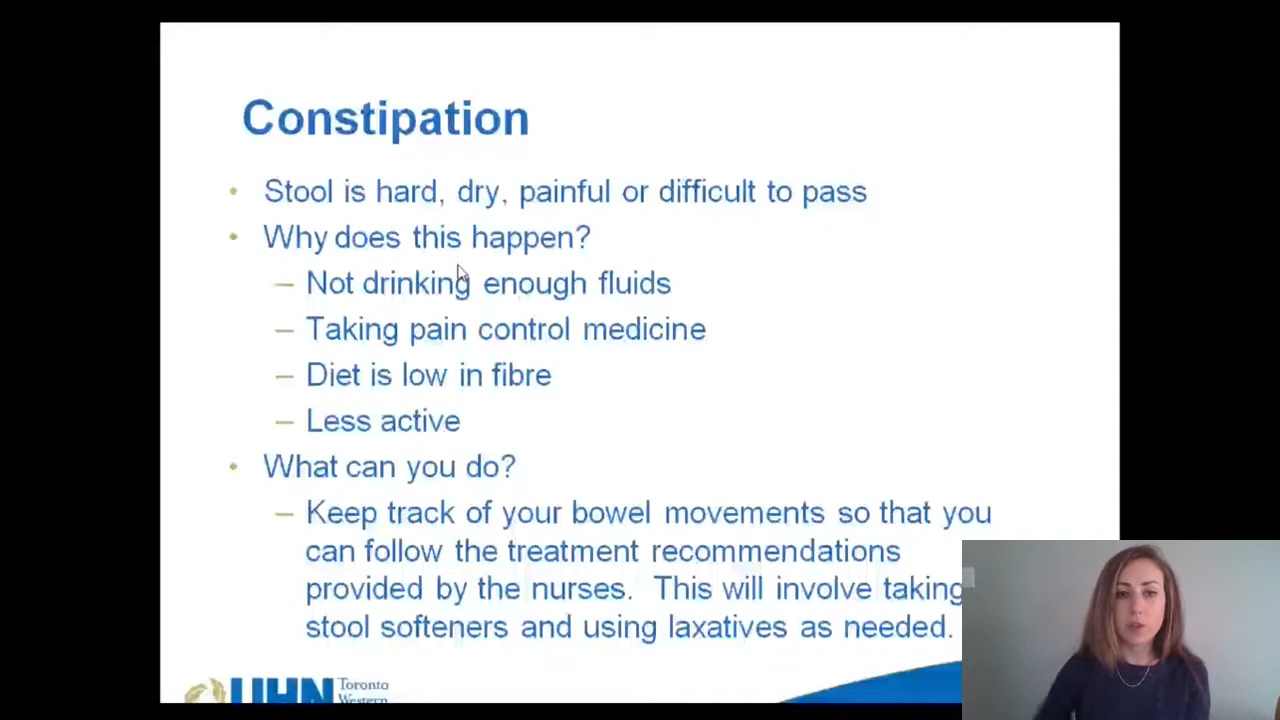 Constipation
• Stool is hard, dry, painful or difficult to pass
• Why does this happen?
– Not drinking enough fluids
– Taking pain control medicine
– Diet is low in fibre
– Less active
• What can you do?
– Keep track of your bowel movements so that you
can follow the treatment recommendations
provided by the nurses. This will involve taking
stool softeners and using laxatives as needed.
UHN Toronto
Western